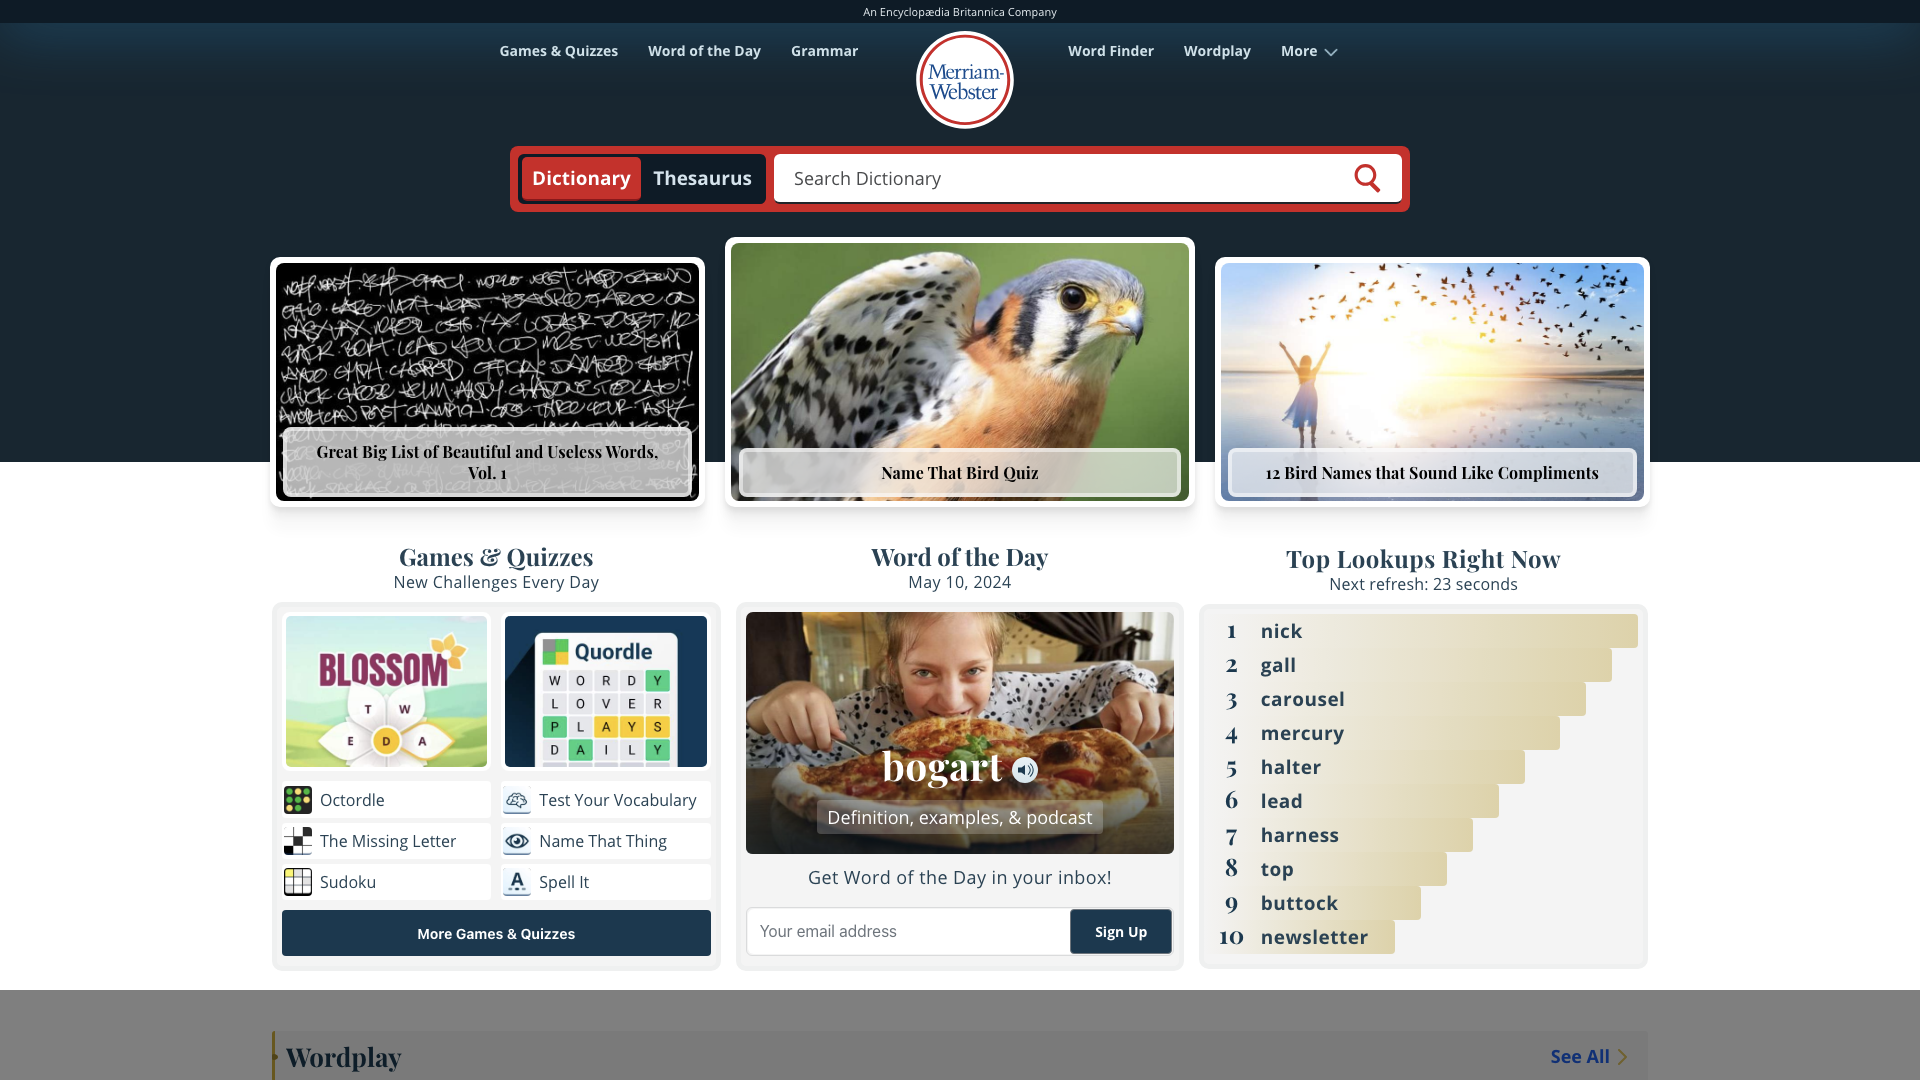 An Encyclopædia Britannica Company
Games & Quizzes
Word of the Day
Grammar
Merriam-
Webster
Word Finder
Wordplay
More
Dictionary
Thesaurus
Search Dictionary
Great Big List of Beautiful and Useless Words,
Vol. 1
Name That Bird Quiz
12 Bird Names that Sound Like Compliments
Games & Quizzes
New Challenges Every Day
BLOSSOM
T W
E D A
Quordle
W O R D Y
L O V E R
P L A Y S
D A I L Y
Octordle
Test Your Vocabulary
The Missing Letter
Name That Thing
Sudoku
Spell It
More Games & Quizzes
Word of the Day
May 10, 2024
bogart
Definition, examples, & podcast
Get Word of the Day in your inbox!
Your email address
Sign Up
Top Lookups Right Now
Next refresh: 23 seconds
1 nick
2 gall
3 carousel
4 mercury
5 halter
6 lead
7 harness
8 top
9 buttock
10 newsletter
Wordplay
See All